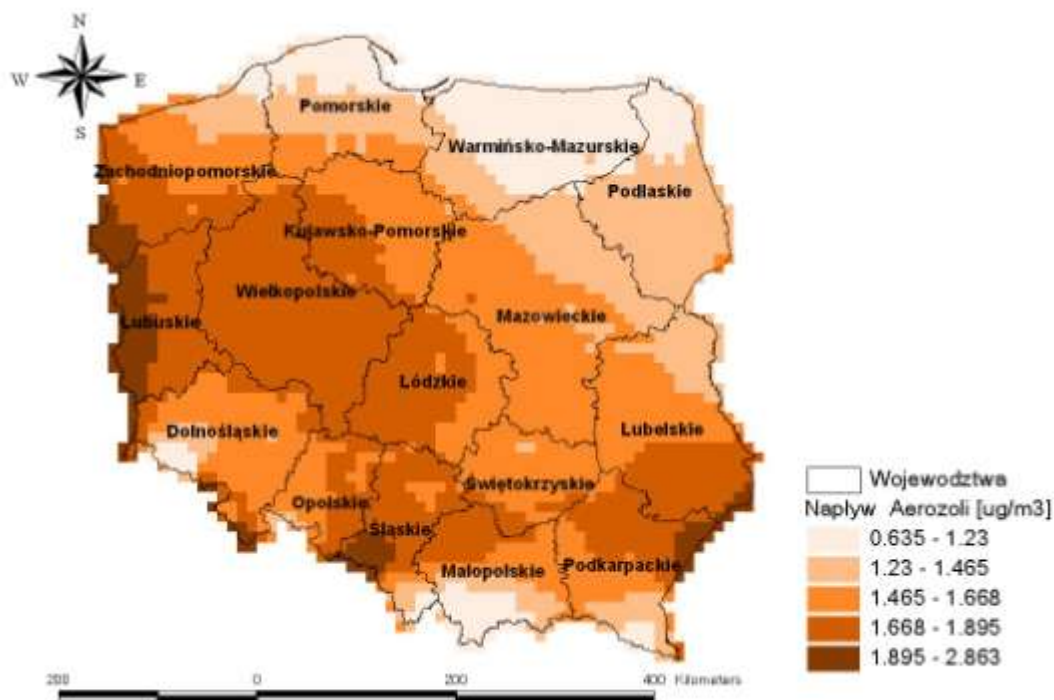 N
W E
S
Pomorskie
Warmińsko-Mazurskie
Zachodniopomorskie
Podlaskie
Kujawsko-Pomorskie
Wielkopolskie
Mazowieckie
Lubuskie
Łódzkie
Dolnośląskie
Lubelskie
Opolskie
Świętokrzyskie
Śląskie
Małopolskie
Podkarpackie
Wojewodztwa
Napływ Aerozoli [ug/m3]
0.635 - 1.23
1.23 - 1.465
1.465 - 1.668
1.668 - 1.895
1.895 - 2.863
200 0 200 400 Kilometers